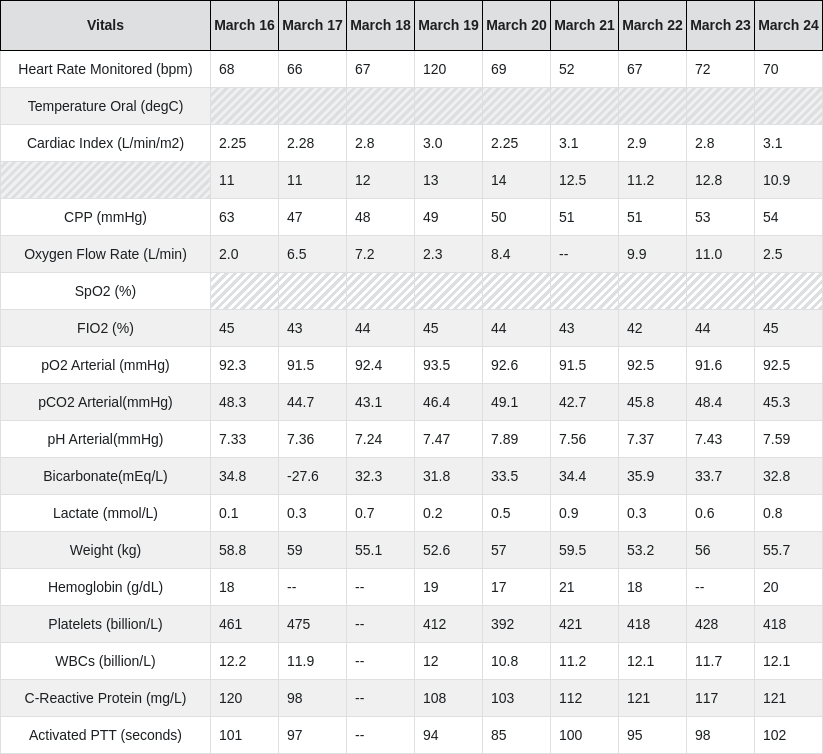 Vitals March 16 March 17 March 18 March 19 March 20 March 21 March 22 March 23 March 24
Heart Rate Monitored (bpm) 68 66 67 120 69 52 67 72 70
Temperature Oral (degC)
Cardiac Index (L/min/m2) 2.25 2.28 2.8 3.0 2.25 3.1 2.9 2.8 3.1
11 11 12 13 14 12.5 11.2 12.8 10.9
CPP (mmHg) 63 47 48 49 50 51 51 53 54
Oxygen Flow Rate (L/min) 2.0 6.5 7.2 2.3 8.4 -- 9.9 11.0 2.5
SpO2 (%)
FIO2 (%) 45 43 44 45 44 43 42 44 45
pO2 Arterial (mmHg) 92.3 91.5 92.4 93.5 92.6 91.5 92.5 91.6 92.5
pCO2 Arterial(mmHg) 48.3 44.7 43.1 46.4 49.1 42.7 45.8 48.4 45.3
pH Arterial(mmHg) 7.33 7.36 7.24 7.47 7.89 7.56 7.37 7.43 7.59
Bicarbonate(mEq/L) 34.8 -27.6 32.3 31.8 33.5 34.4 35.9 33.7 32.8
Lactate (mmol/L) 0.1 0.3 0.7 0.2 0.5 0.9 0.3 0.6 0.8
Weight (kg) 58.8 59 55.1 52.6 57 59.5 53.2 56 55.7
Hemoglobin (g/dL) 18 -- -- 19 17 21 18 -- 20
Platelets (billion/L) 461 475 -- 412 392 421 418 428 418
WBCs (billion/L) 12.2 11.9 -- 12 10.8 11.2 12.1 11.7 12.1
C-Reactive Protein (mg/L) 120 98 -- 108 103 112 121 117 121
Activated PTT (seconds) 101 97 -- 94 85 100 95 98 102